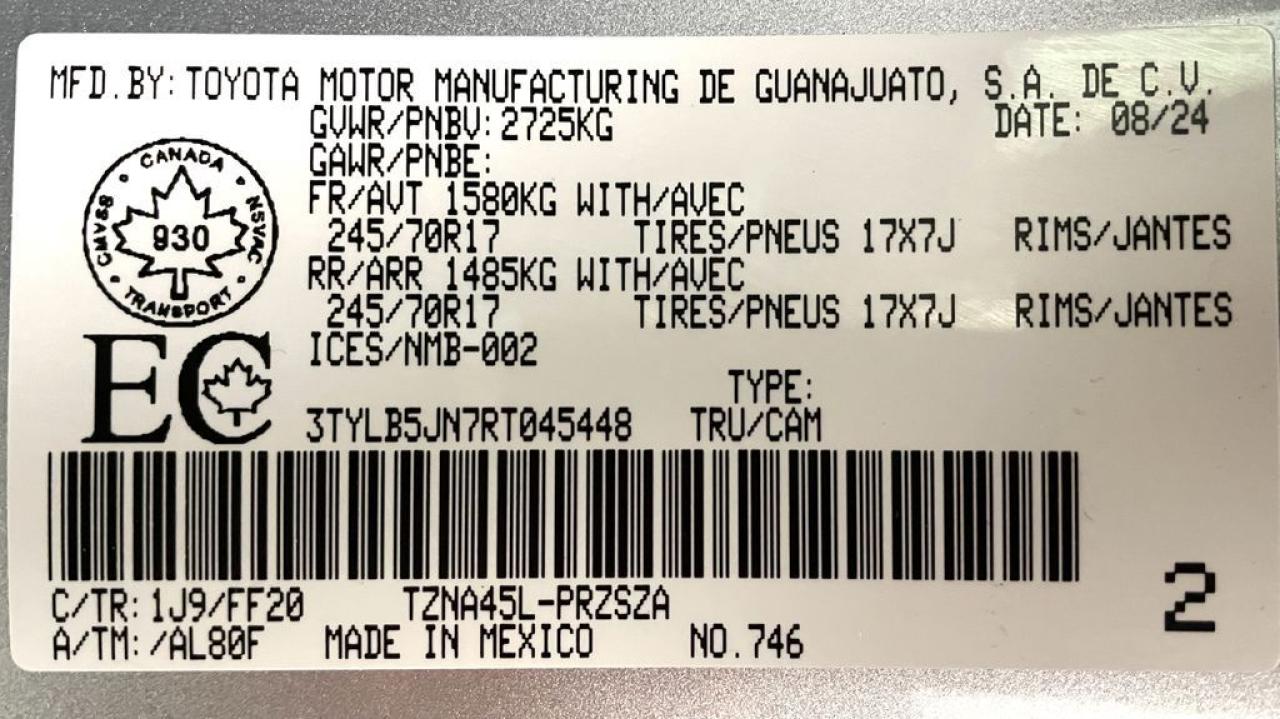 MFD.BY: TOYOTA MOTOR MANUFACTURING DE GUANAJUATO, S.A. DE C.V.
GVWR/PNBV: 2725KG DATE: 08/24
GAWR/PNBE:
FR/AVT 1580KG WITH/AVEC
245/70R17 TIRES/PNEUS 17X7J RIMS/JANTES
RR/ARR 1485KG WITH/AVEC
245/70R17 TIRES/PNEUS 17X7J RIMS/JANTES
ICES/NMB-002
TYPE:
3TYLB5JN7RT045448 TRU/CAM
CANADA
CMVSS 930 NSVAC
TRANSPORT
EC
C/TR: 1J9/FF20 TZNA45L-PRZSZA
A/TM: /AL80F MADE IN MEXICO NO.746
2